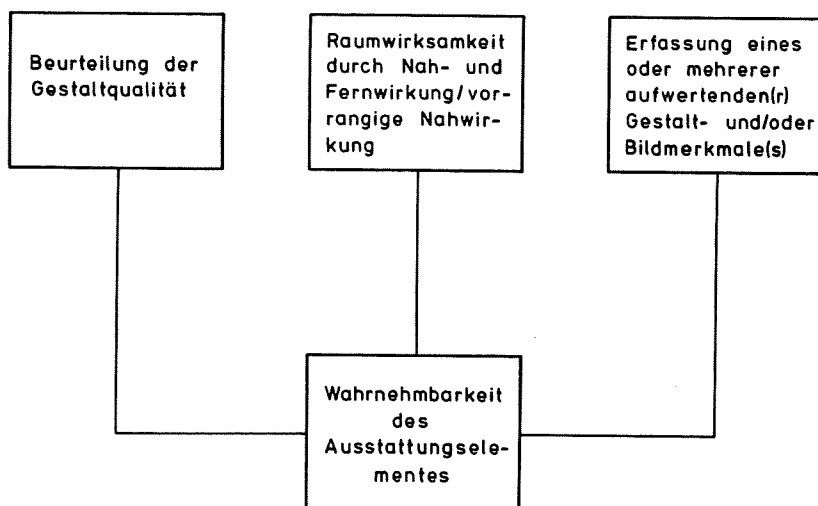 Beurteilung der
Gestaltqualität
Raumwirksamkeit
durch Nah- und
Fernwirkung/vor-
rangige Nahwir-
kung
Erfassung eines
oder mehrerer
aufwertenden(r)
Gestalt- und/oder
Bildmerkmale(s)
Wahrnehmbarkeit
des
Ausstattungsele-
mentes